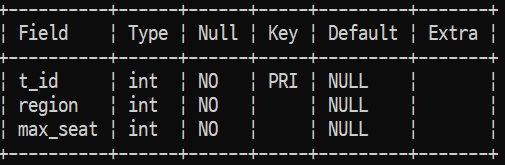 +----------+------+------+-----+---------+-------+
| Field    | Type | Null | Key | Default | Extra |
+----------+------+------+-----+---------+-------+
| t_id     | int  | NO   | PRI | NULL    |       |
| region   | int  | NO   |     | NULL    |       |
| max_seat | int  | NO   |     | NULL    |       |
+----------+------+------+-----+---------+-------+